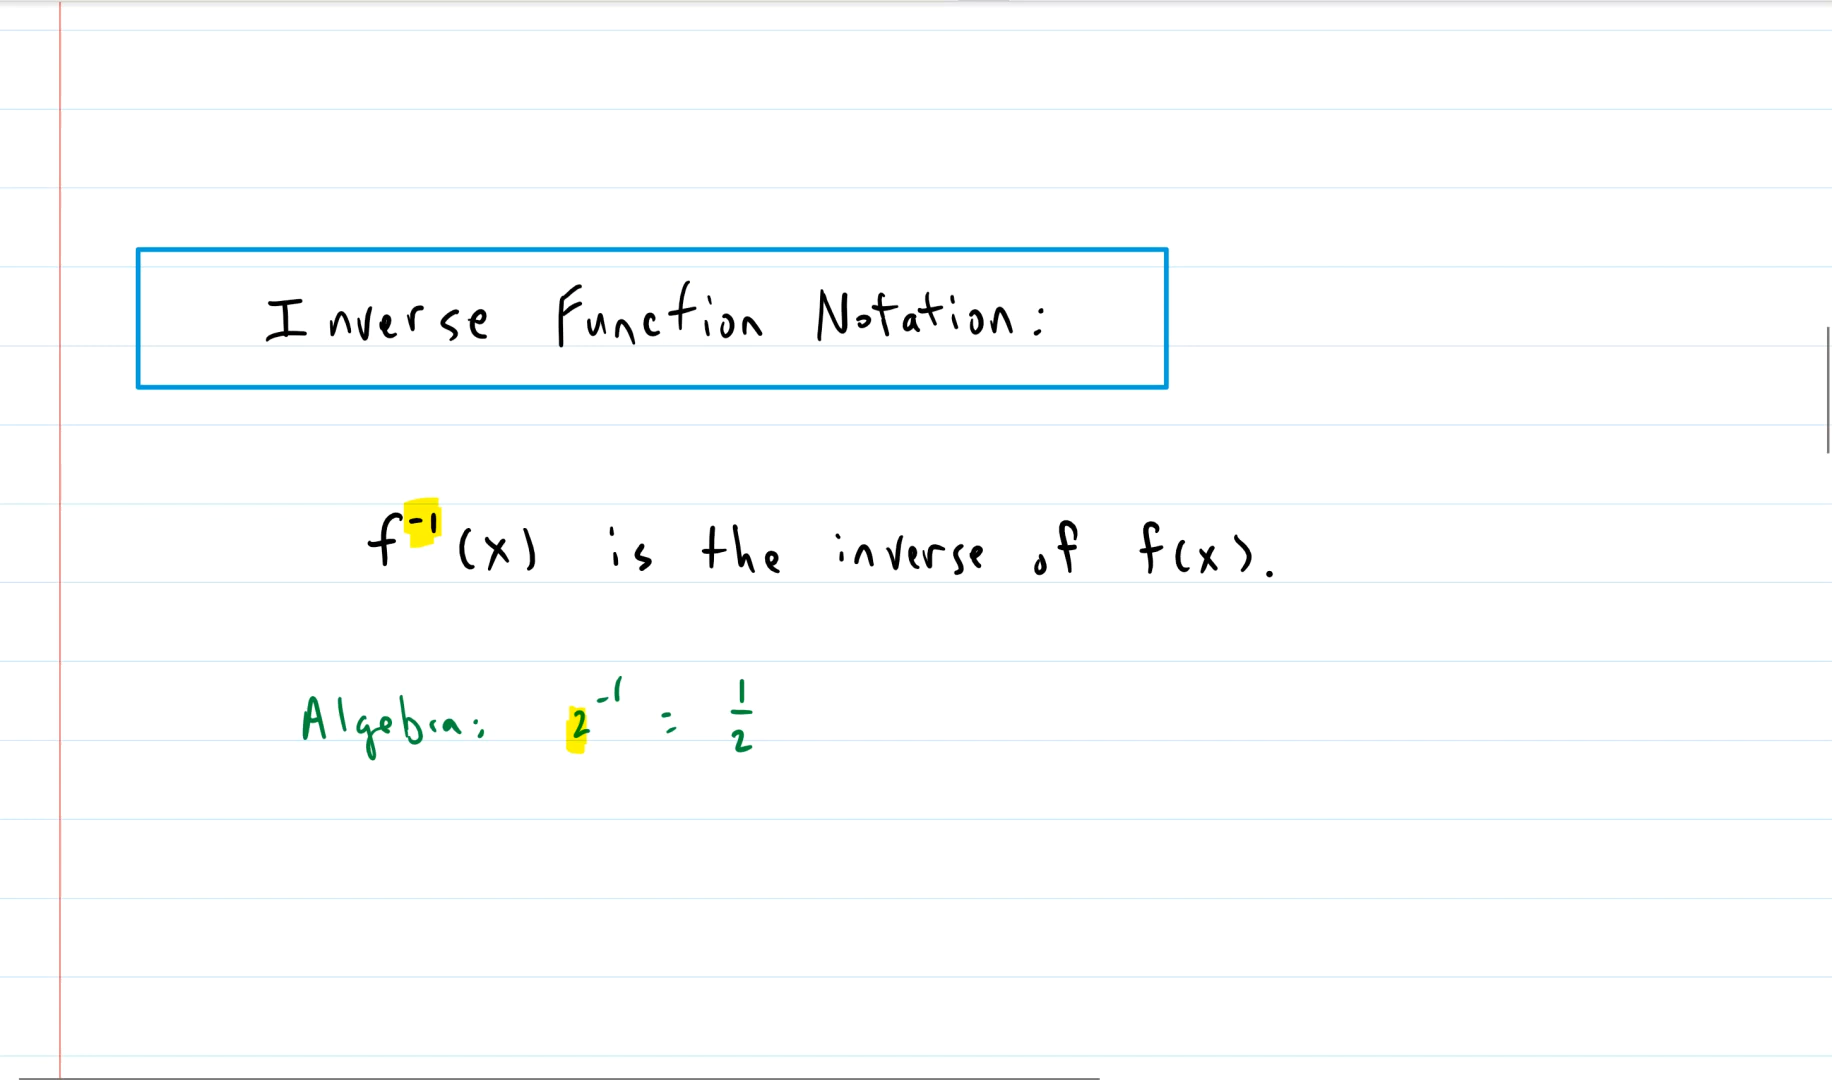 Inverse Function Notation:
f⁻¹(x) is the inverse of f(x).
Algebra: 2⁻¹ = 1/2